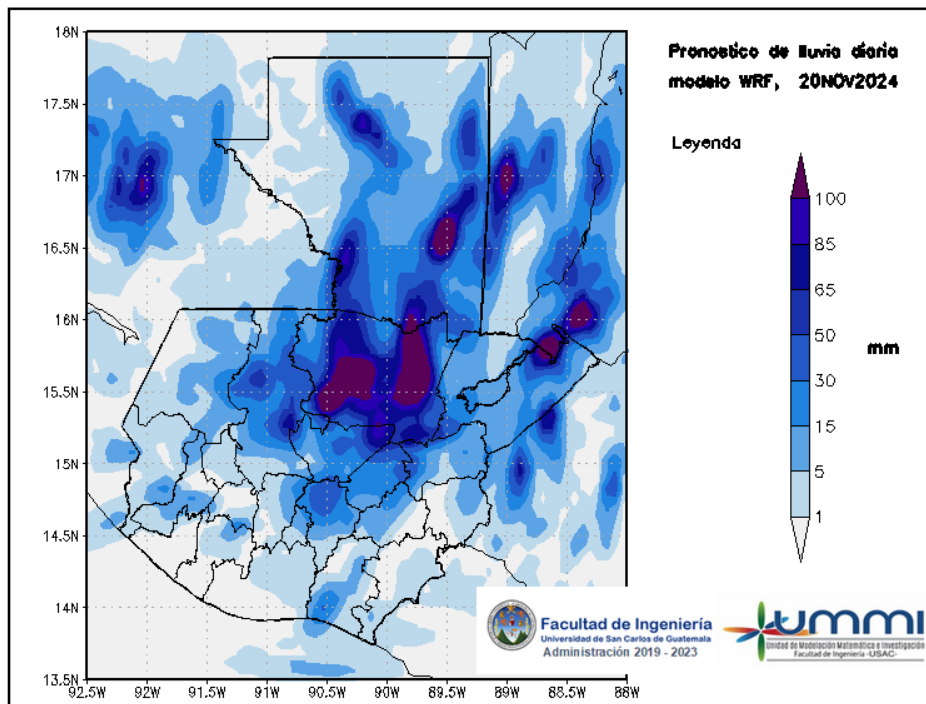 Pronostico de lluvia diaria
modelo WRF, 20NOV2024
Leyenda
100
85
65
50
30
15
5
1
mm
18N
17.5N
17N
16.5N
16N
15.5N
15N
14.5N
14N
13.5N
92.5W
92W
91.5W
91W
90.5W
90W
89.5W
89W
88.5W
88W
Facultad de Ingeniería
Universidad de San Carlos de Guatemala
Administración 2019 - 2023
UMMI
Unidad de Modelación Matemática e Investigación
Facultad de Ingeniería -USAC-